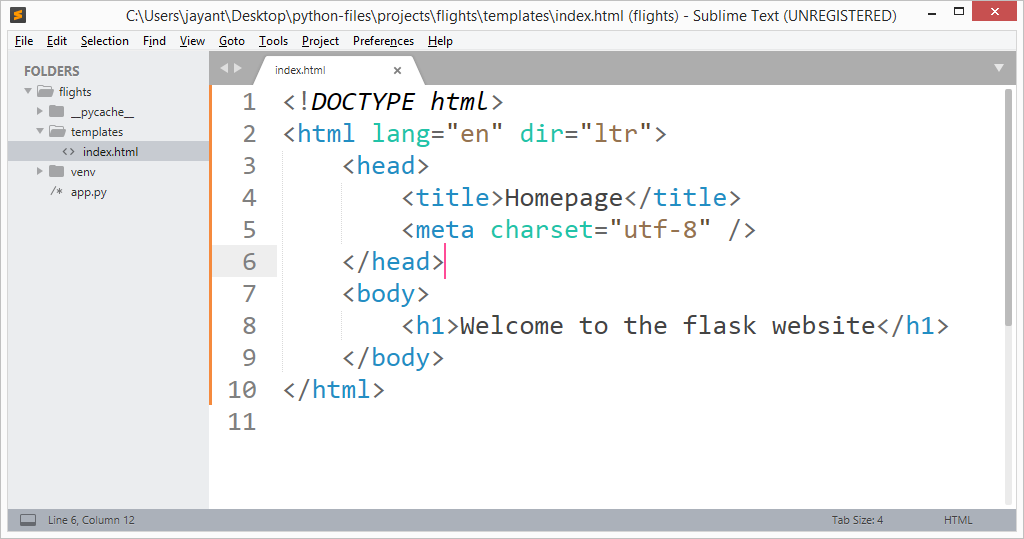 C:\Users\jayant\Desktop\python-files\projects\flights\templates\index.html (flights) - Sublime Text (UNREGISTERED)
File Edit Selection Find View Goto Tools Project Preferences Help
FOLDERS
flights
__pycache__
templates
<> index.html
venv
/* app.py
index.html
1 <!DOCTYPE html>
2 <html lang="en" dir="ltr">
3 <head>
4 <title>Homepage</title>
5 <meta charset="utf-8" />
6 </head>
7 <body>
8 <h1>Welcome to the flask website</h1>
9 </body>
10 </html>
11
Line 6, Column 12 Tab Size: 4 HTML